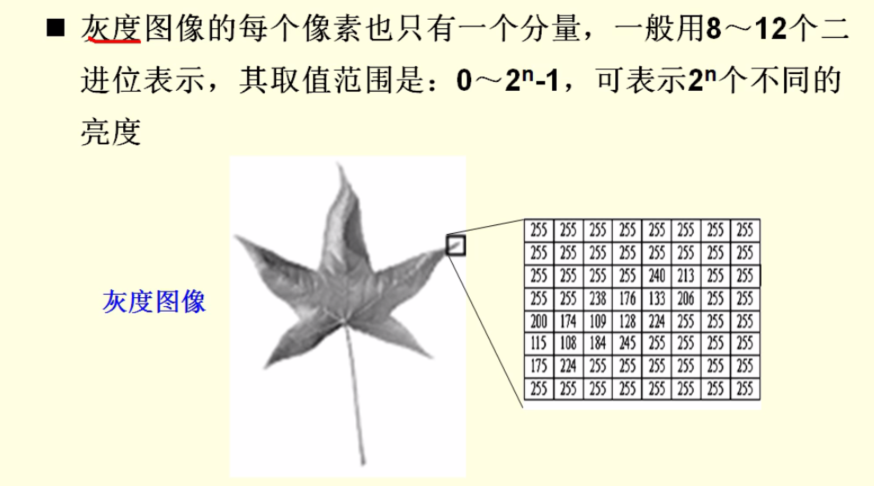 ■ 灰度图像的每个像素也只有一个分量，一般用8～12个二
进位表示，其取值范围是：0～2ⁿ-1，可表示2ⁿ个不同的
亮度
灰度图像
255 255 255 255 255 255 255 255
255 255 255 255 255 255 255 255
255 255 255 255 240 213 255 255
255 255 238 176 133 206 255 255
200 174 109 128 224 255 255 255
115 108 184 245 255 255 255 255
175 224 255 255 255 255 255 255
255 255 255 255 255 255 255 255